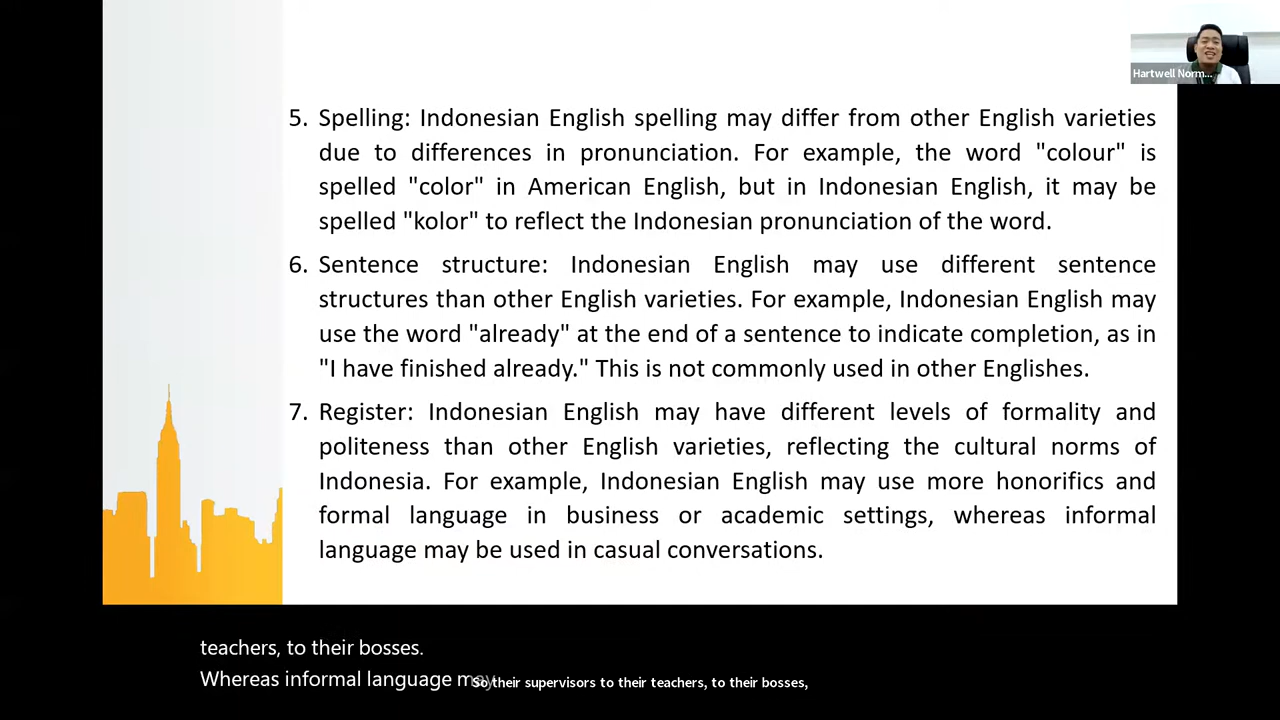 Hartwell Norm...
5. Spelling: Indonesian English spelling may differ from other English varieties
due to differences in pronunciation. For example, the word "colour" is
spelled "color" in American English, but in Indonesian English, it may be
spelled "kolor" to reflect the Indonesian pronunciation of the word.
6. Sentence structure: Indonesian English may use different sentence
structures than other English varieties. For example, Indonesian English may
use the word "already" at the end of a sentence to indicate completion, as in
"I have finished already." This is not commonly used in other Englishes.
7. Register: Indonesian English may have different levels of formality and
politeness than other English varieties, reflecting the cultural norms of
Indonesia. For example, Indonesian English may use more honorifics and
formal language in business or academic settings, whereas informal
language may be used in casual conversations.
teachers, to their bosses.
Whereas informal language may
So their supervisors to their teachers, to their bosses,